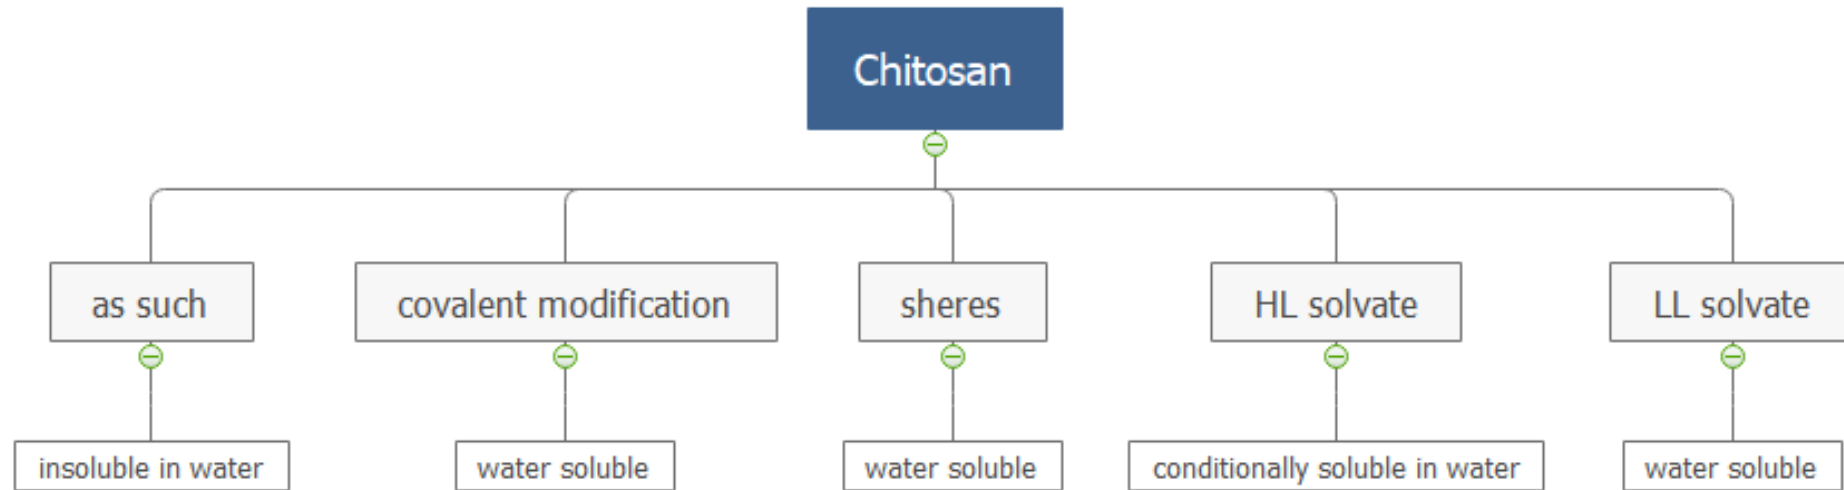 Chitosan
as such
covalent modification
sheres
HL solvate
LL solvate
insoluble in water
water soluble
water soluble
conditionally soluble in water
water soluble